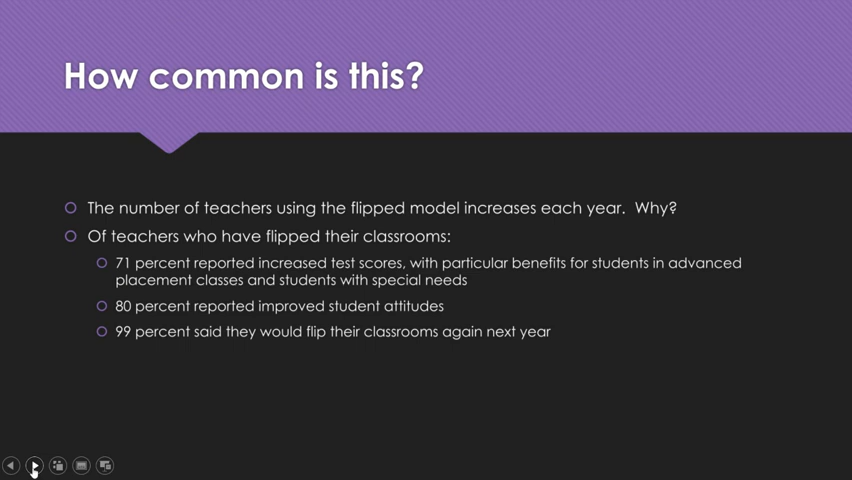 How common is this?
The number of teachers using the flipped model increases each year.  Why?
Of teachers who have flipped their classrooms:
71 percent reported increased test scores, with particular benefits for students in advanced
placement classes and students with special needs
80 percent reported improved student attitudes
99 percent said they would flip their classrooms again next year